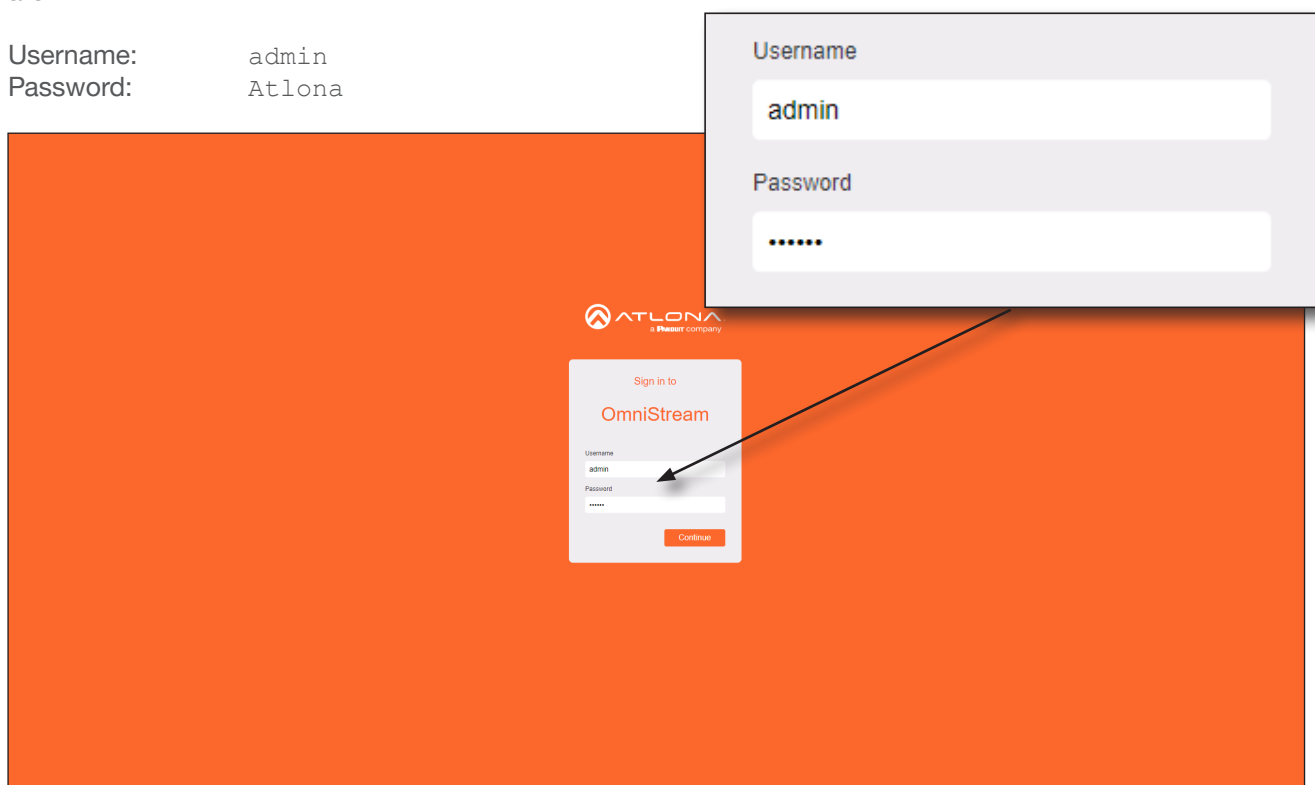 Username: admin
Password: Atlona
Username
admin
Password
••••••
ATLONA
a PANDUIT company
Sign in to
OmniStream
Username
admin
Password
••••••
Continue